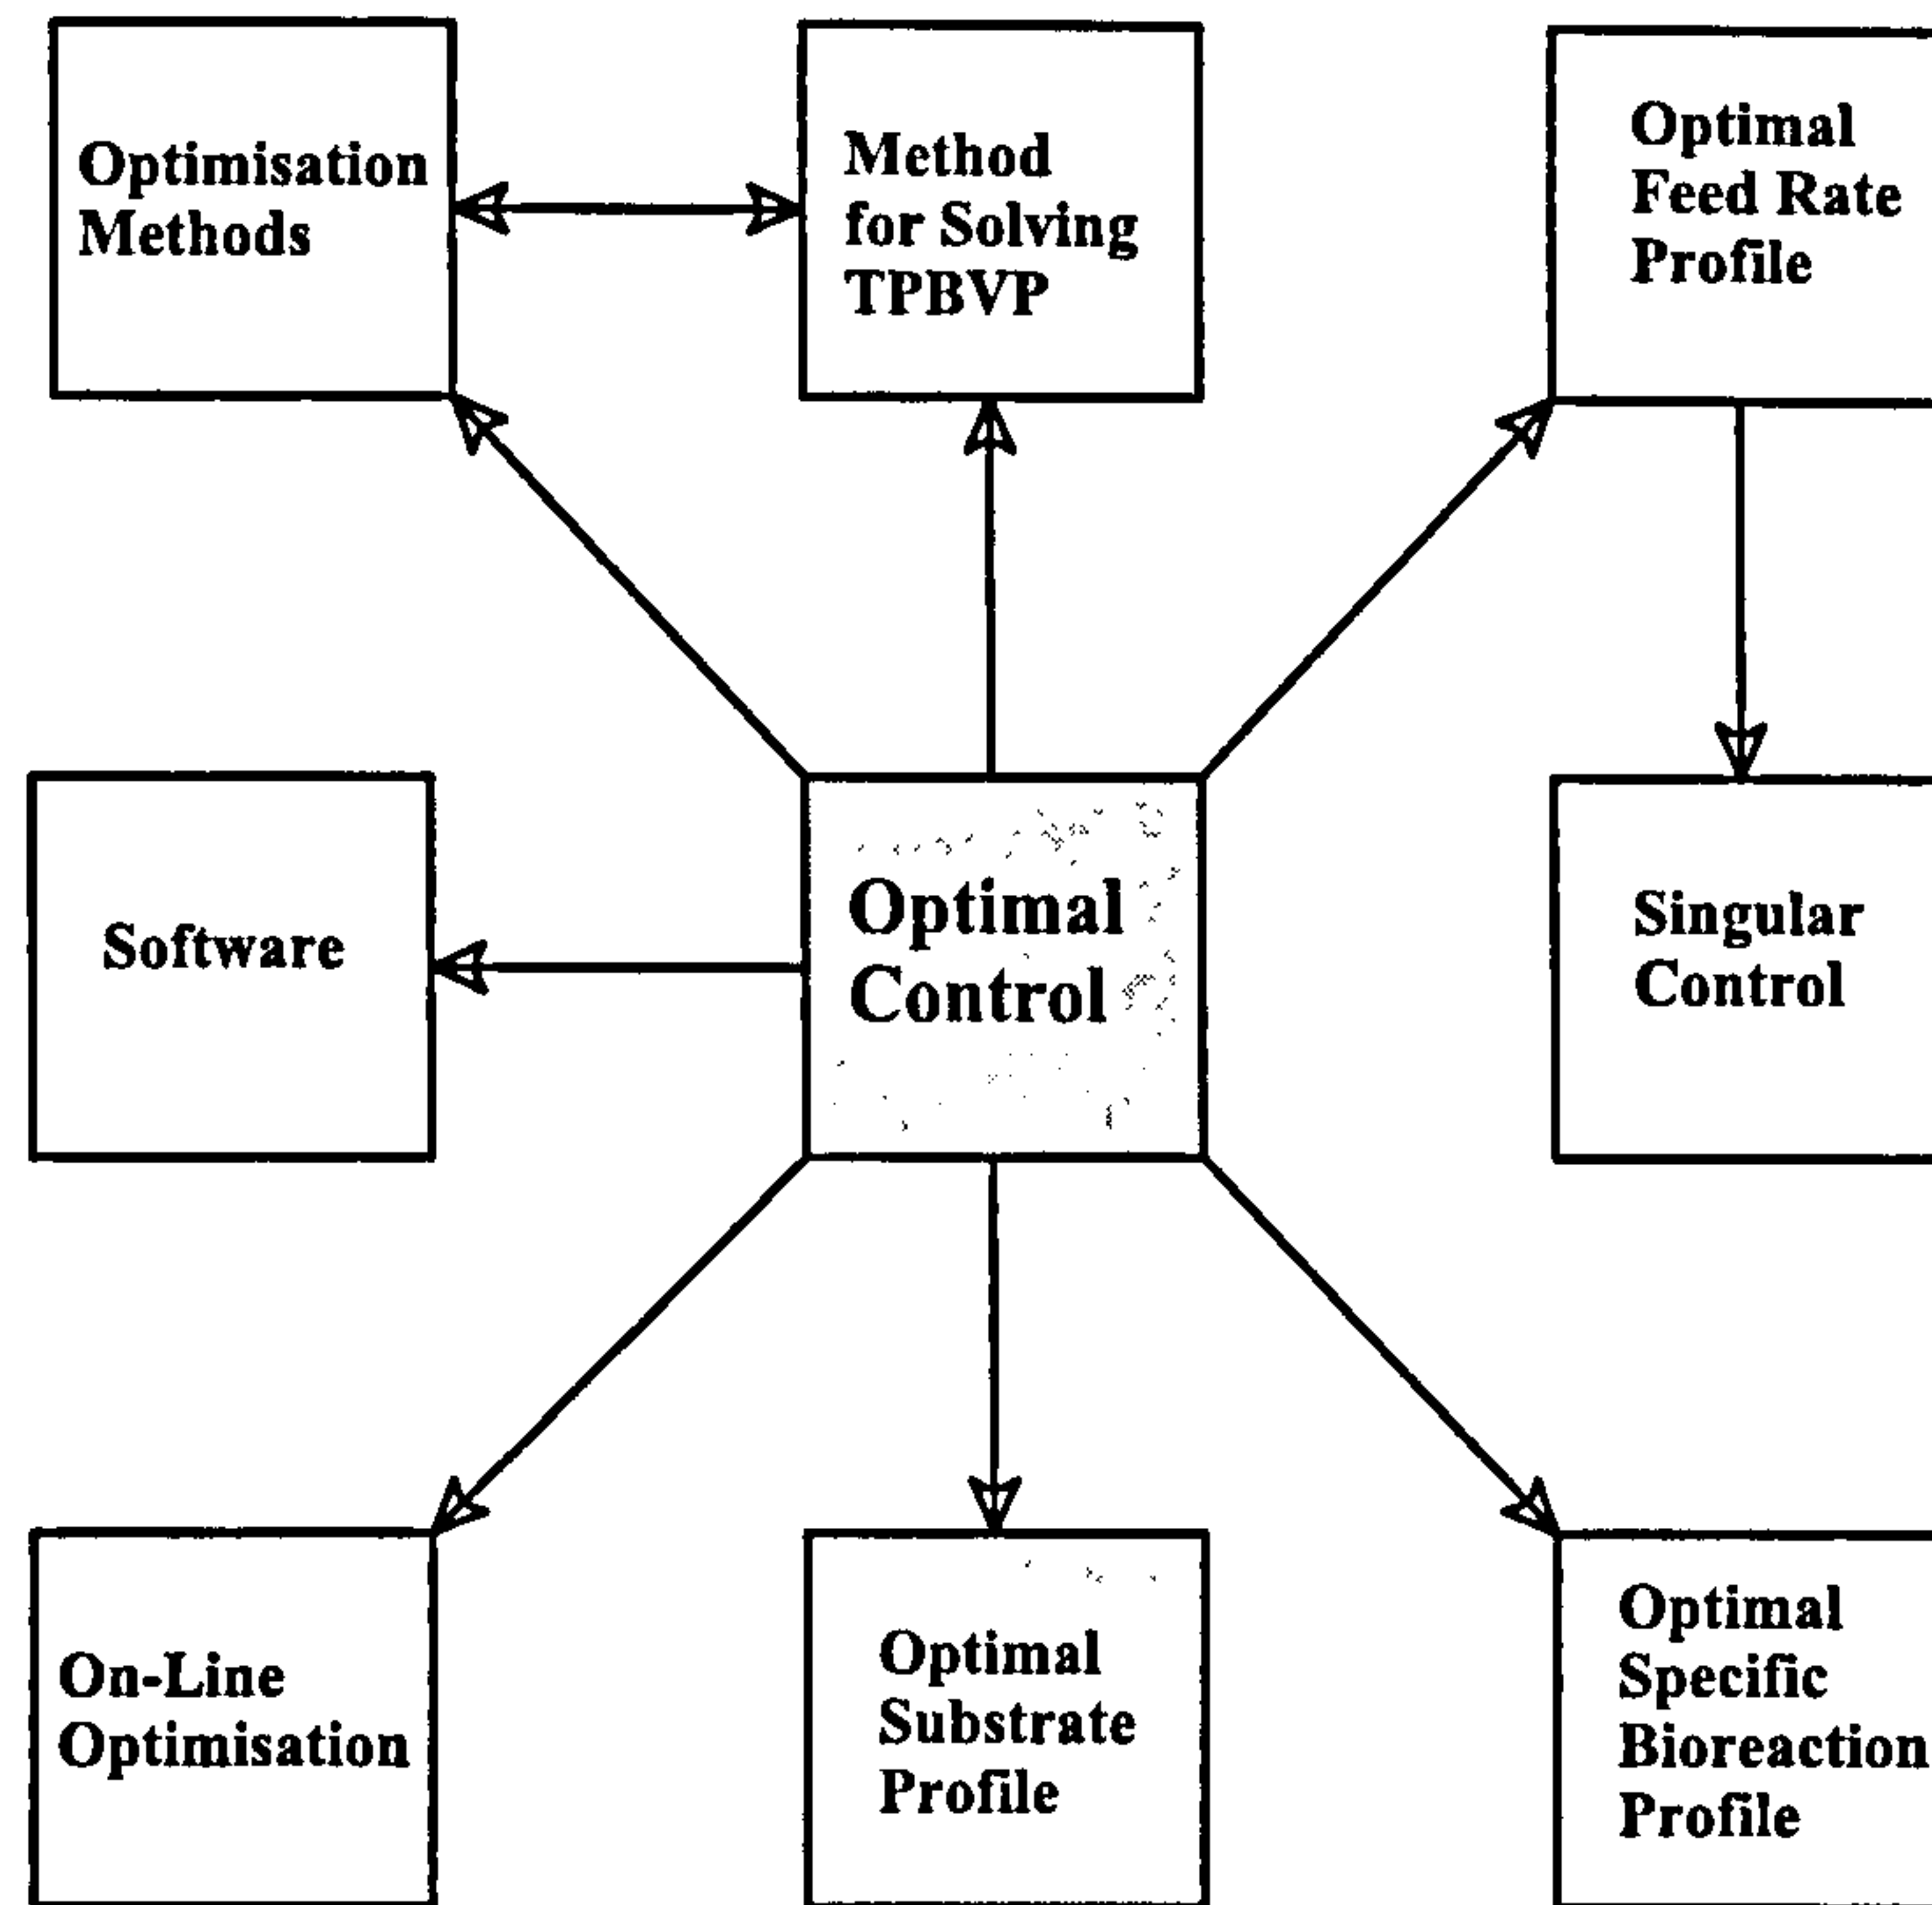 Optimisation
Methods
Method
for Solving
TPBVP
Optimal
Feed Rate
Profile
Software
Optimal
Control
Singular
Control
On-Line
Optimisation
Optimal
Substrate
Profile
Optimal
Specific
Bioreaction
Profile